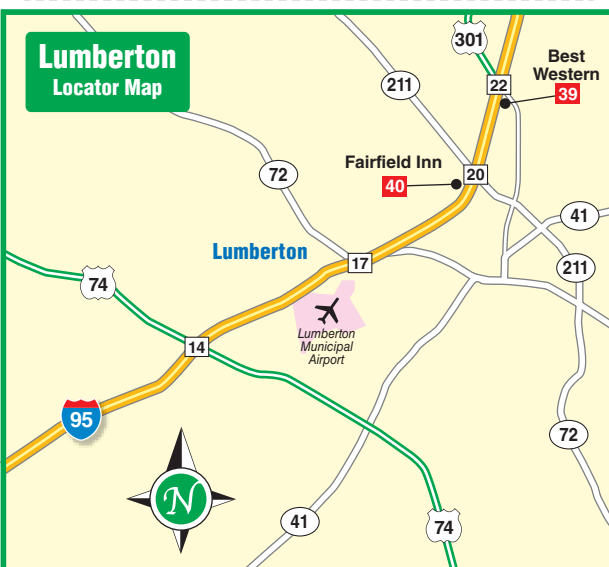 Lumberton
Locator Map
301
Best
Western
39
22
211
Fairfield Inn
40
20
72
41
Lumberton
17
211
74
Lumberton
Municipal
Airport
14
95
72
N
41
74